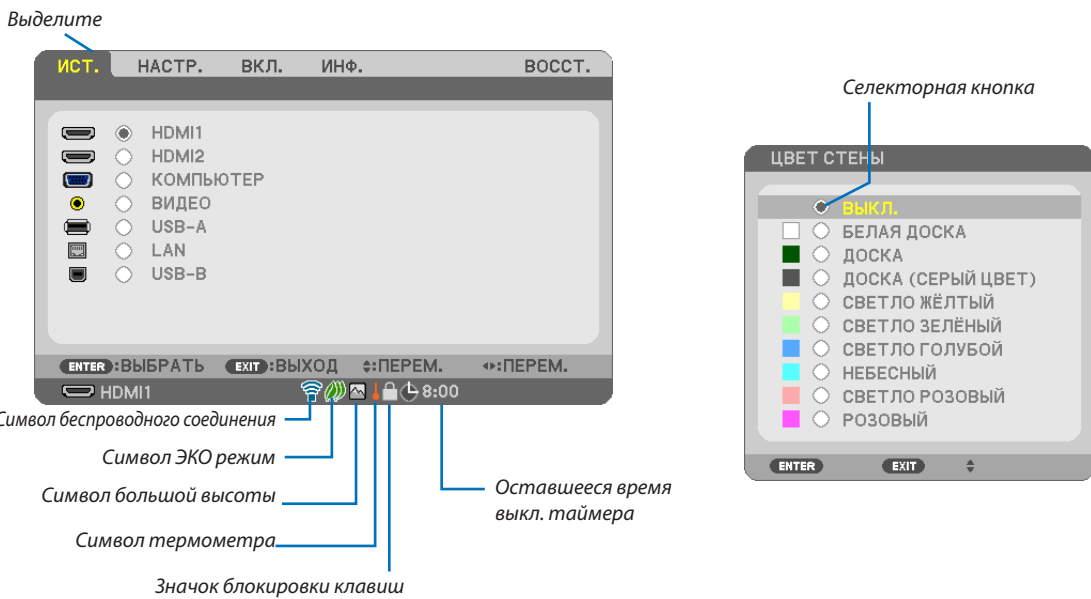 Выделите
ИСТ. НАСТР. ВКЛ. ИНФ. ВОССТ.
HDMI1
HDMI2
КОМПЬЮТЕР
ВИДЕО
USB-A
LAN
USB-B
ENTER :ВЫБРАТЬ EXIT :ВЫХОД :ПЕРЕМ. :ПЕРЕМ.
HDMI1 8:00
Символ беспроводного соединения
Символ ЭКО режим
Символ большой высоты
Символ термометра
Значок блокировки клавиш
Оставшееся время
выкл. таймера
Селекторная кнопка
ЦВЕТ СТЕНЫ
ВЫКЛ.
БЕЛАЯ ДОСКА
ДОСКА
ДОСКА (СЕРЫЙ ЦВЕТ)
СВЕТЛО ЖЁЛТЫЙ
СВЕТЛО ЗЕЛЁНЫЙ
СВЕТЛО ГОЛУБОЙ
НЕБЕСНЫЙ
СВЕТЛО РОЗОВЫЙ
РОЗОВЫЙ
ENTER EXIT